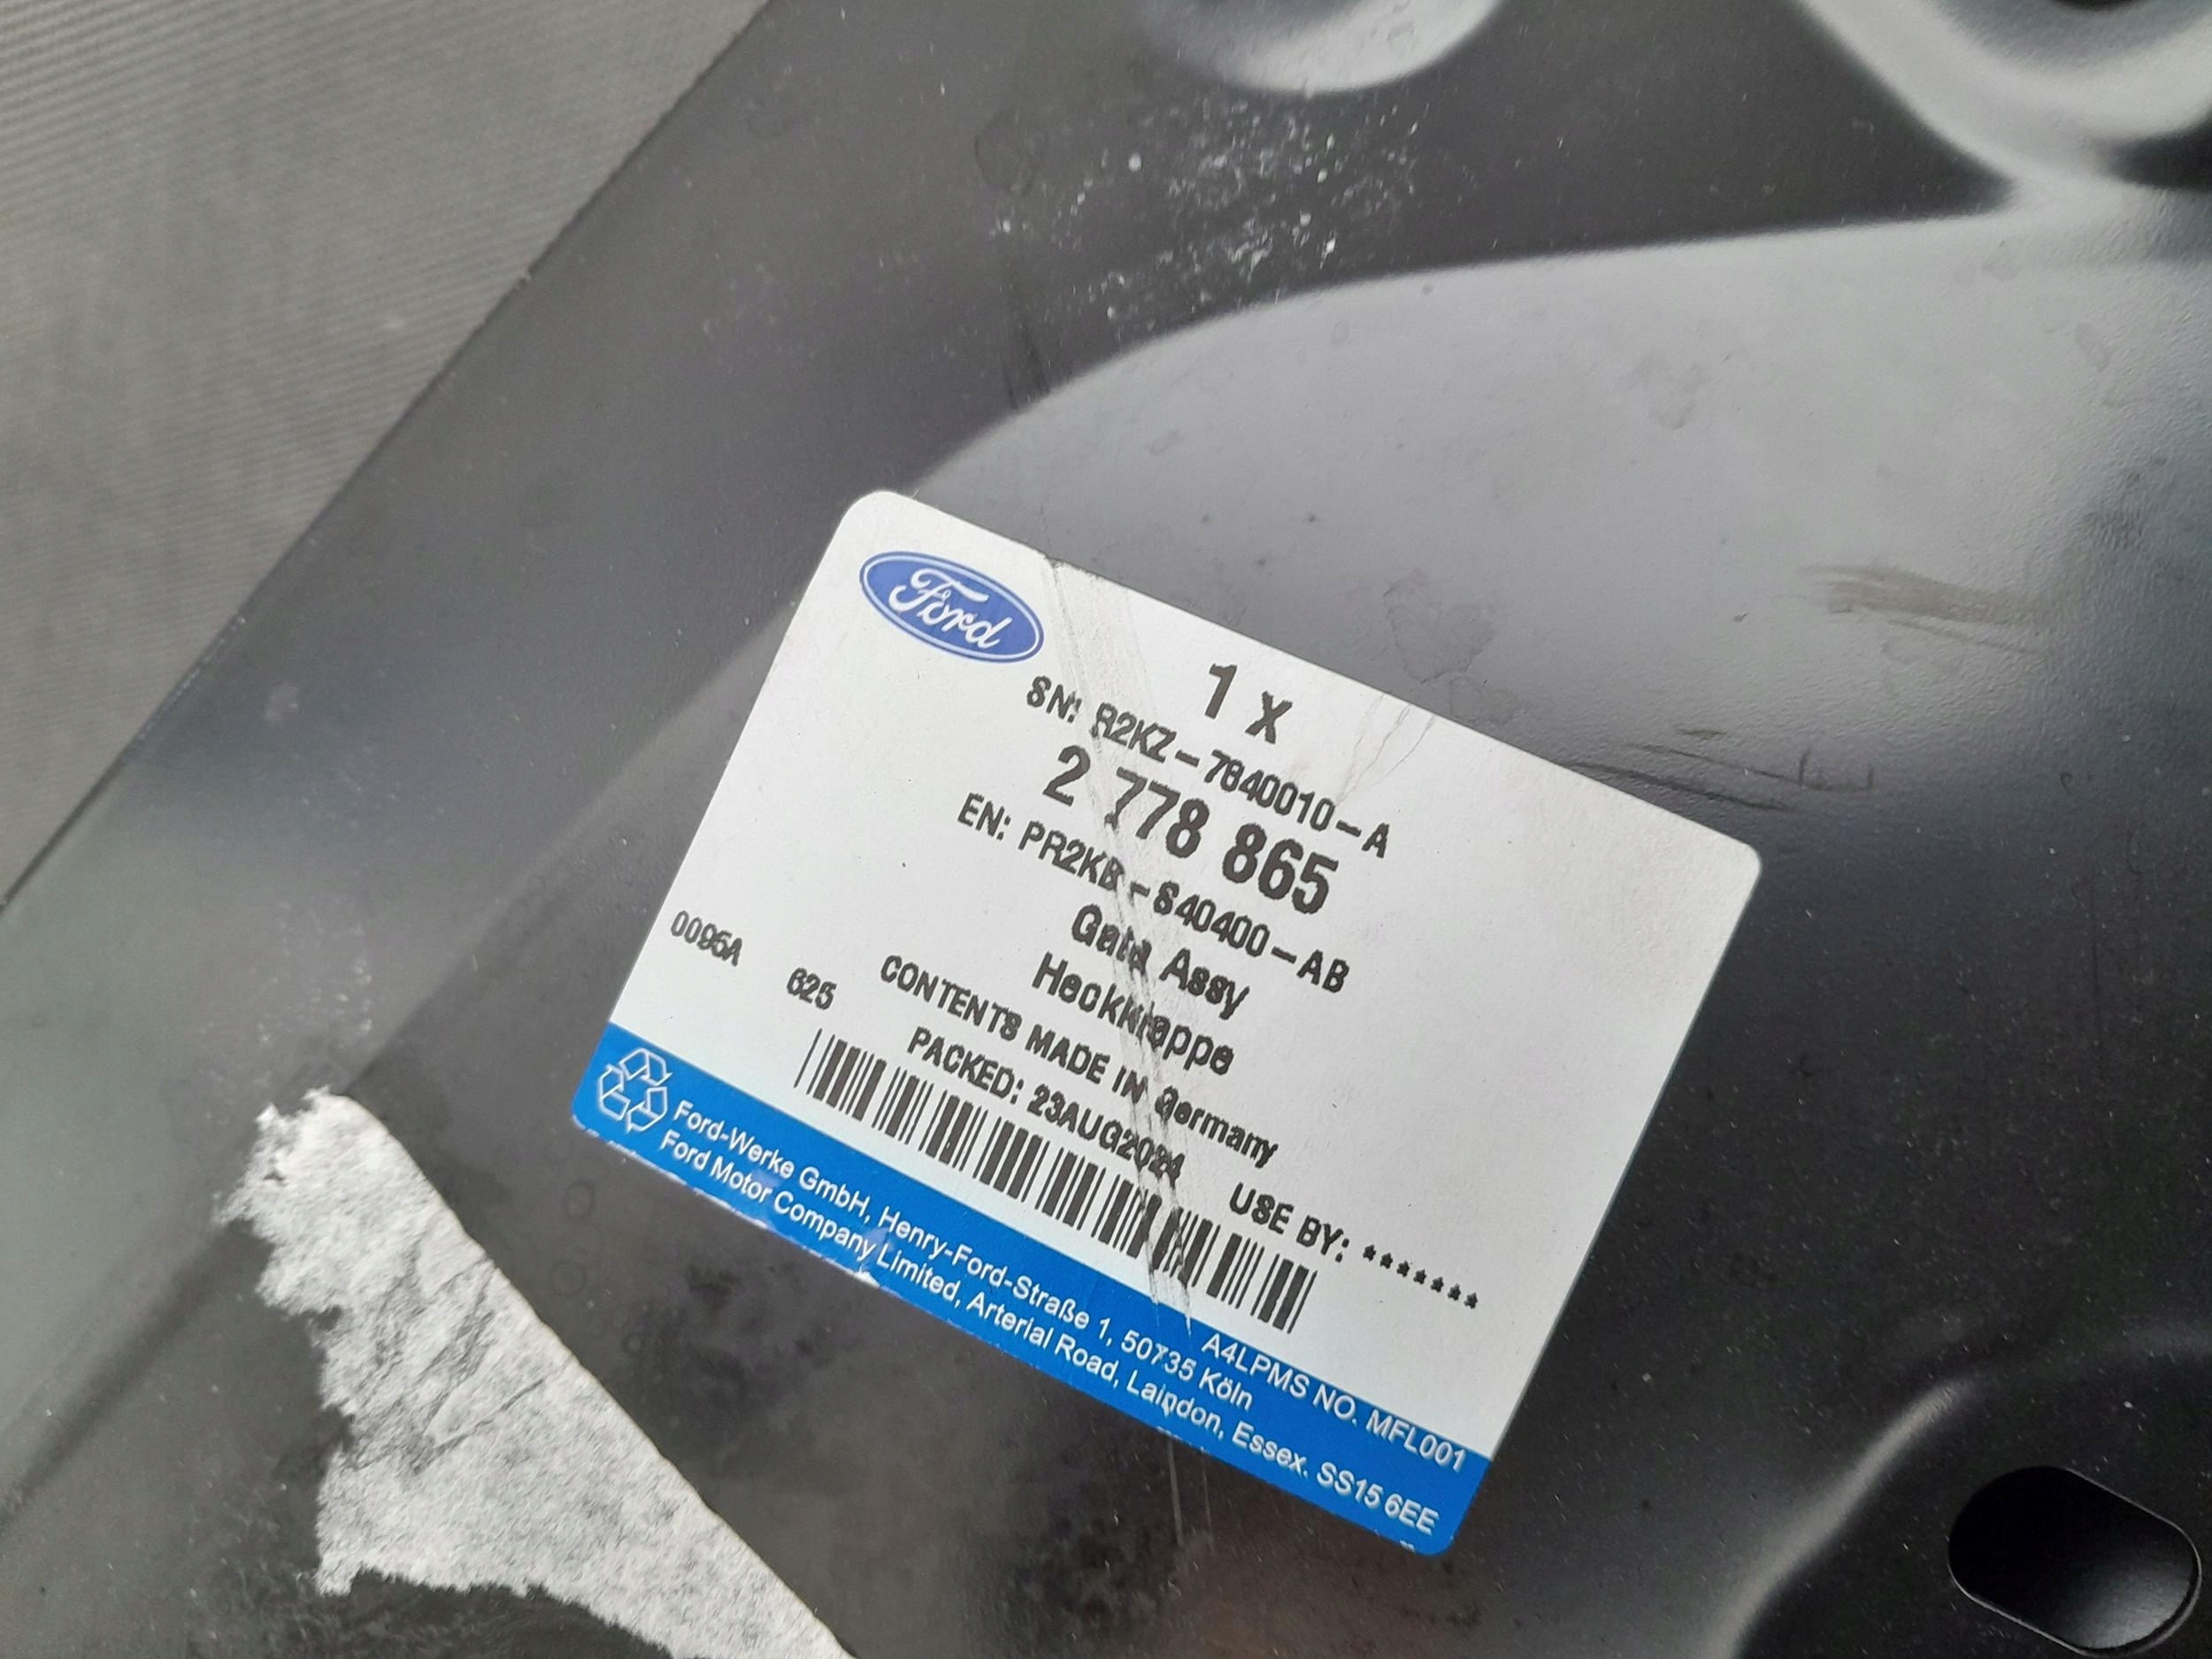 Ford
1 X
SN: R2KZ-7840010-A
2 778 865
EN: PR2KB-S40400-AB
Gate Assy
Heckklappe
0095A
625
CONTENTS MADE IN Germany
PACKED: 23AUG2024
USE BY: *******
A4LPMS NO. MFL001
Ford-Werke GmbH, Henry-Ford-Straße 1, 50735 Köln
Ford Motor Company Limited, Arterial Road, Laindon, Essex. SS15 6EE